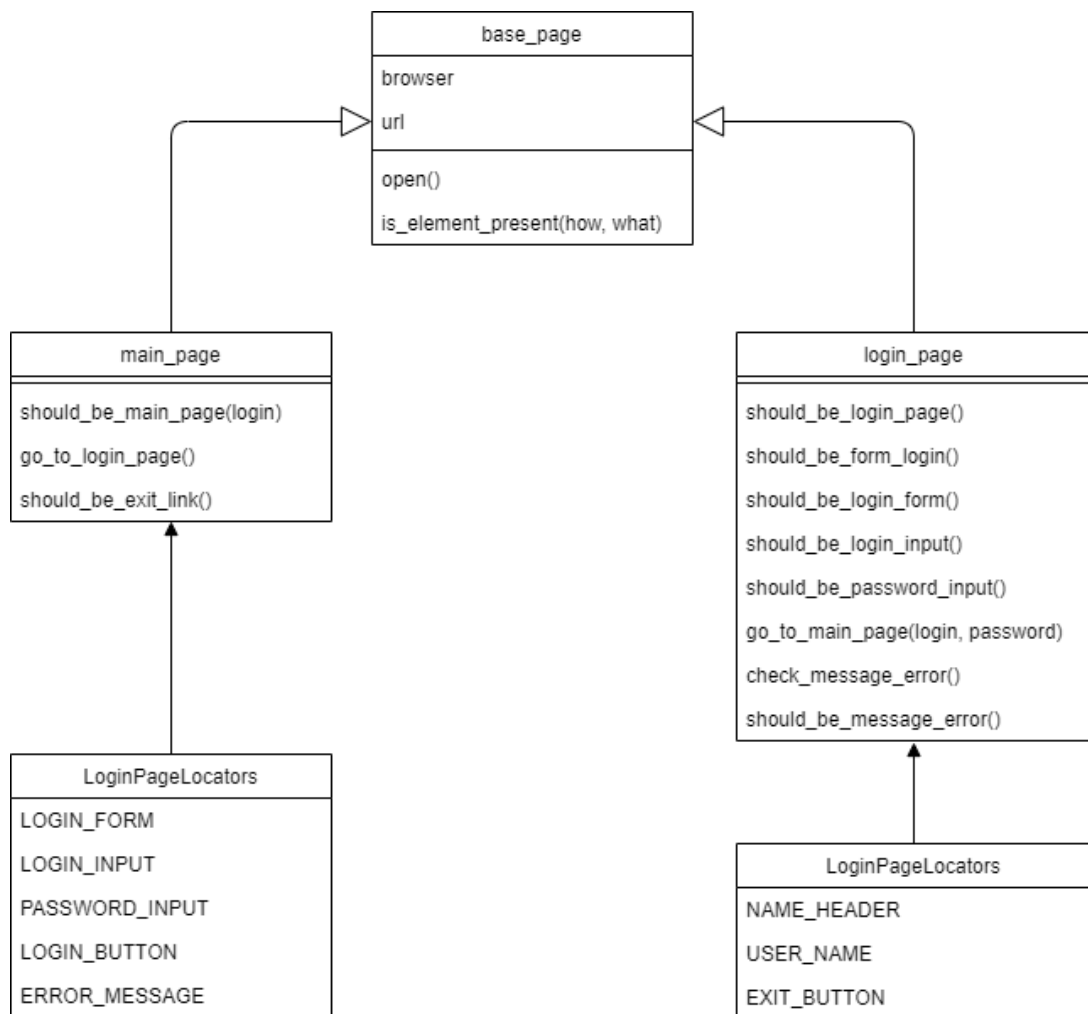 base_page
browser
url
open()
is_element_present(how, what)
main_page
should_be_main_page(login)
go_to_login_page()
should_be_exit_link()
login_page
should_be_login_page()
should_be_form_login()
should_be_login_form()
should_be_login_input()
should_be_password_input()
go_to_main_page(login, password)
check_message_error()
should_be_message_error()
LoginPageLocators
LOGIN_FORM
LOGIN_INPUT
PASSWORD_INPUT
LOGIN_BUTTON
ERROR_MESSAGE
LoginPageLocators
NAME_HEADER
USER_NAME
EXIT_BUTTON